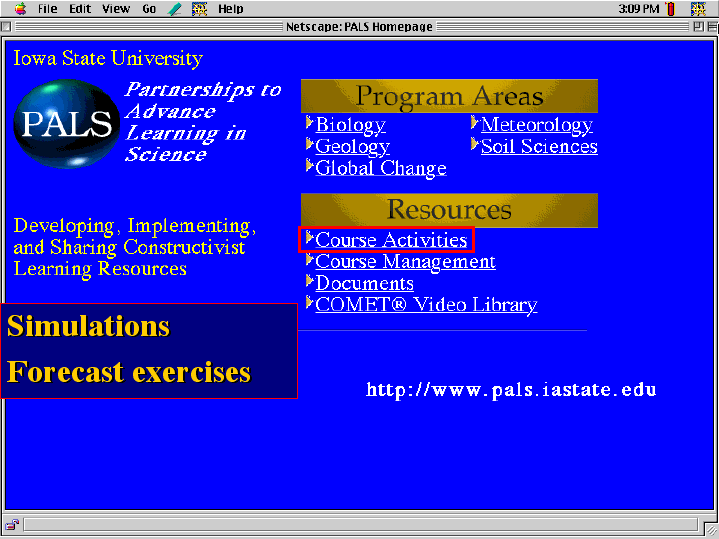 File Edit View Go Help 3:09 PM
Netscape: PALS Homepage
Iowa State University
PALS
Partnerships to
Advance
Learning in
Science
Program Areas
Biology Meteorology
Geology Soil Sciences
Global Change
Resources
Course Activities
Course Management
Documents
COMET® Video Library
Developing, Implementing,
and Sharing Constructivist
Learning Resources
Simulations
Forecast exercises
http://www.pals.iastate.edu